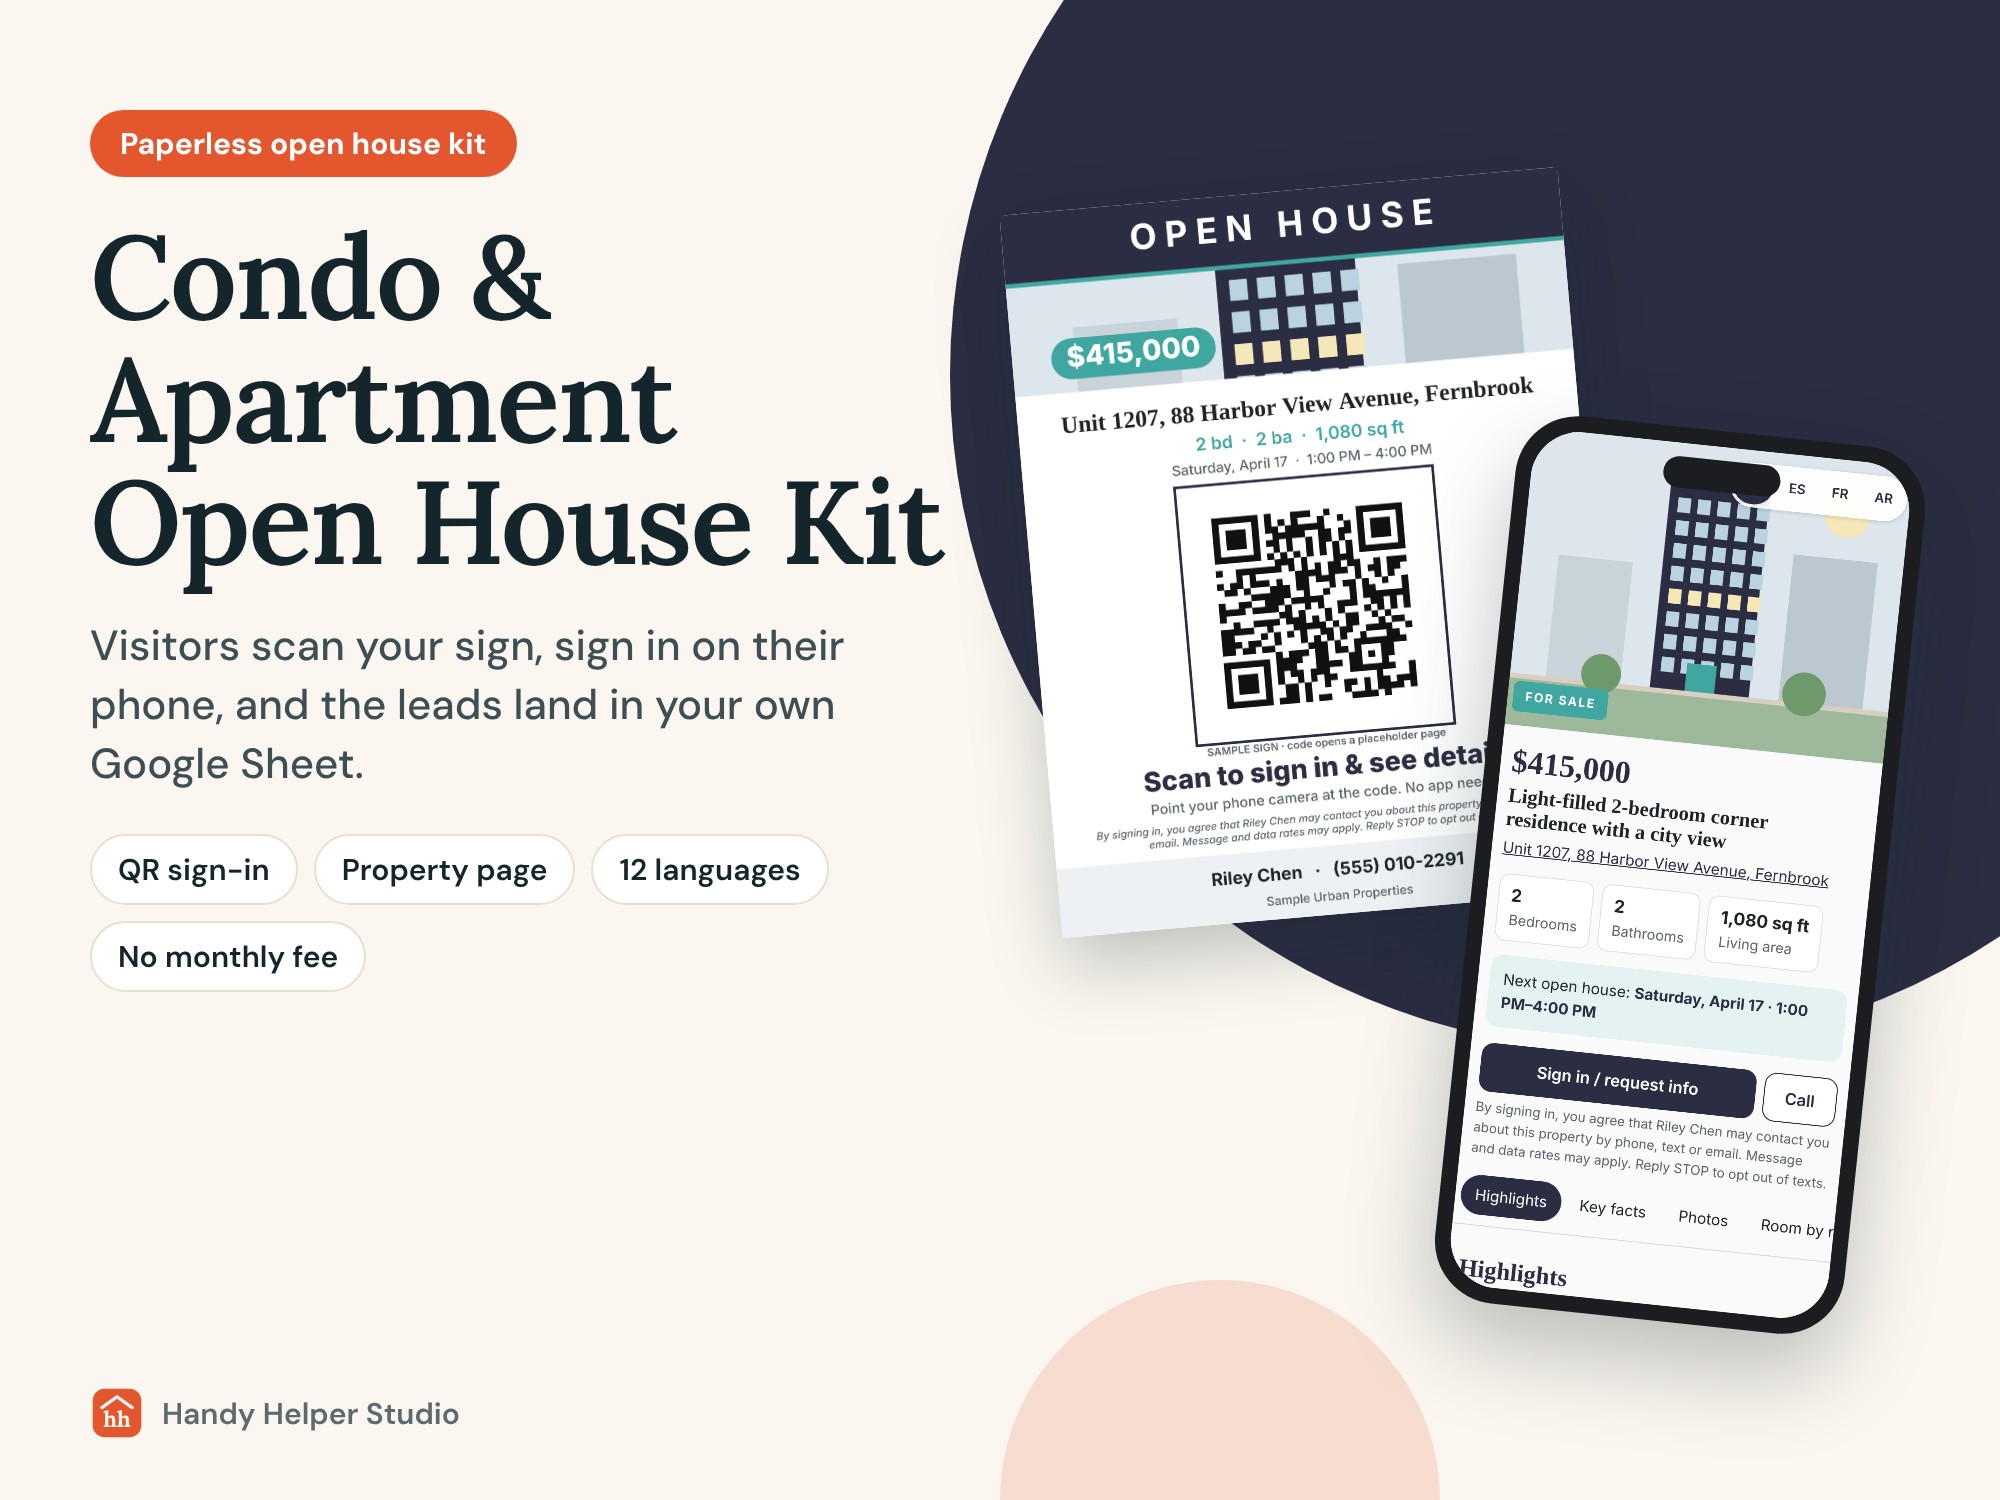 Paperless open house kit
Condo &
Apartment
Open House Kit
Visitors scan your sign, sign in on their
phone, and the leads land in your own
Google Sheet.
QR sign-in
Property page
12 languages
No monthly fee
hh
Handy Helper Studio
OPEN HOUSE
$415,000
Unit 1207, 88 Harbor View Avenue, Fernbrook
2 bd · 2 ba · 1,080 sq ft
Saturday, April 17 · 1:00 PM – 4:00 PM
SAMPLE SIGN · code opens a placeholder page
Scan to sign in & see
Point your phone camera at the code. No app
By signing in, you agree that Riley Chen may contact you about this property
email. Message and data rates may apply. Reply STOP to opt out
Riley Chen · (555) 010-2291
Sample Urban Properties
ES FR AR
FOR SALE
$415,000
Light-filled 2-bedroom corner
residence with a city view
Unit 1207, 88 Harbor View Avenue, Fernbrook
2
Bedrooms
2
Bathrooms
1,080 sq ft
Living area
Next open house: Saturday, April 17 · 1:00
PM–4:00 PM
Sign in / request info
Call
By signing in, you agree that Riley Chen may contact you
about this property by phone, text or email. Message
and data rates may apply. Reply STOP to opt out of texts.
Highlights
Key facts
Photos
Room by
Highlights